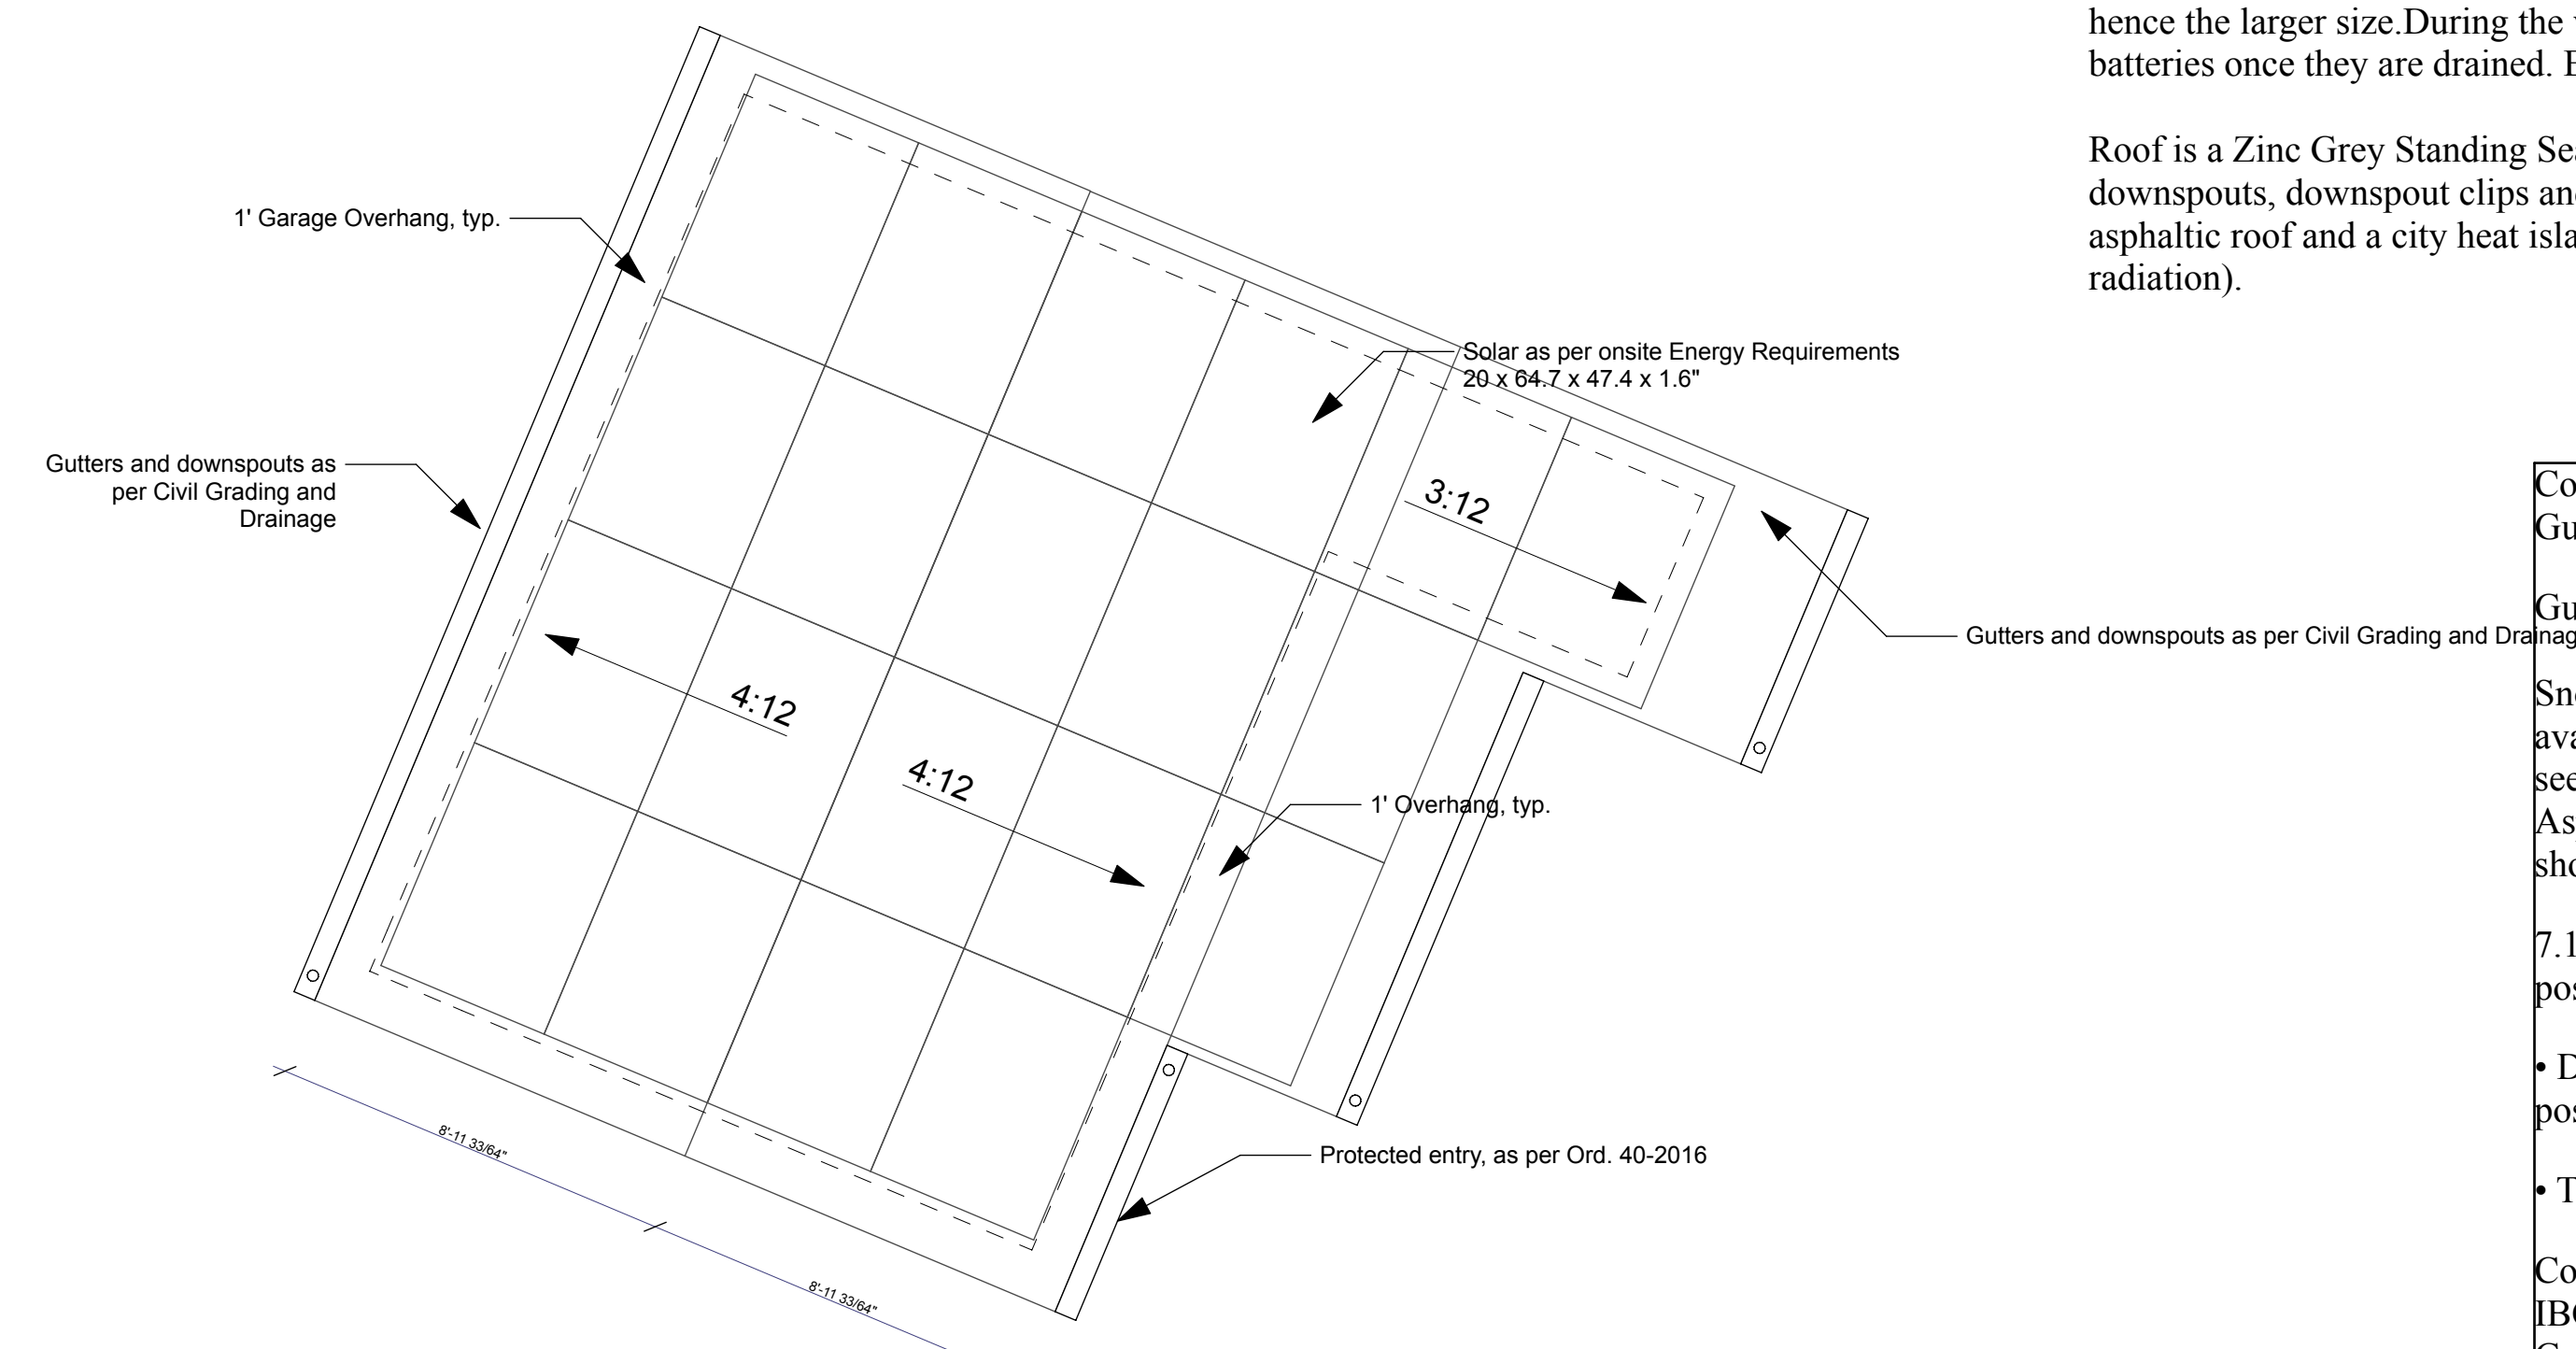 hence the larger size.During the
batteries once they are drained.
Roof is a Zinc Grey Standing
downspouts, downspout clips
asphaltic roof and a city heat
radiation).
1' Garage Overhang, typ.
Solar as per onsite Energy Requirements
20 x 64.7 x 47.4 x 1.6"
Gutters and downspouts as
per Civil Grading and
Drainage
3:12
Gutters and downspouts as per Civil Grading and
4:12
4:12
1' Overhang, typ.
7.1
8'-11 33/64"
Protected entry, as per Ord. 40-2016
8'-11 33/64"